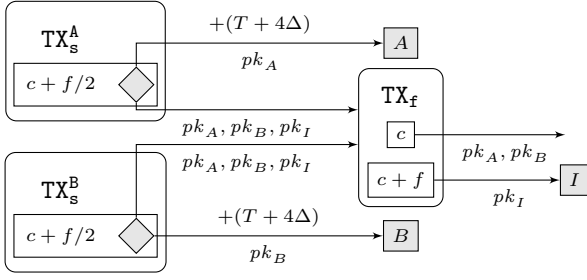 TX_s^A
c + f/2
+(T + 4Δ)
pk_A
A
pk_A, pk_B, pk_I
TX_f
c
pk_A, pk_B
c + f
pk_I
I
pk_A, pk_B, pk_I
TX_s^B
c + f/2
+(T + 4Δ)
pk_B
B